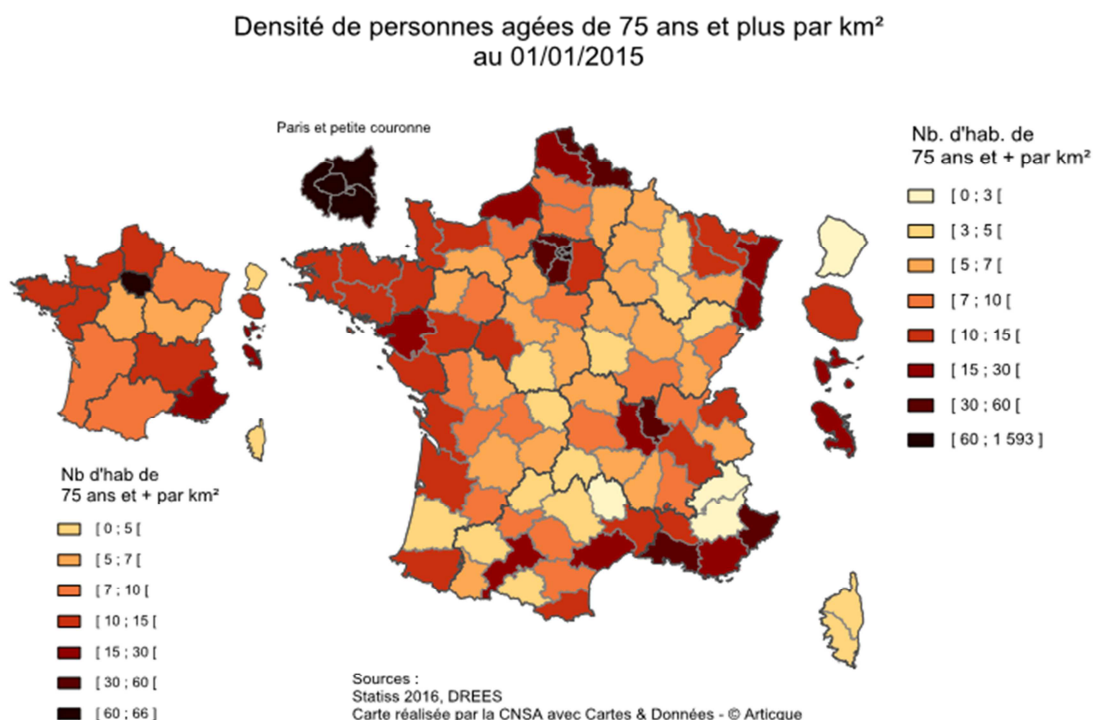 Densité de personnes agées de 75 ans et plus par km²
au 01/01/2015
Paris et petite couronne
Nb. d'hab. de
75 ans et + par km²
[ 0 ; 3 [
[ 3 ; 5 [
[ 5 ; 7 [
[ 7 ; 10 [
[ 10 ; 15 [
[ 15 ; 30 [
[ 30 ; 60 [
[ 60 ; 1 593 ]
Nb d'hab de
75 ans et + par km²
[ 0 ; 5 [
[ 5 ; 7 [
[ 7 ; 10 [
[ 10 ; 15 [
[ 15 ; 30 [
[ 30 ; 60 [
[ 60 ; 66 ]
Sources :
Statiss 2016, DREES
Carte réalisée par la CNSA avec Cartes & Données - © Articque